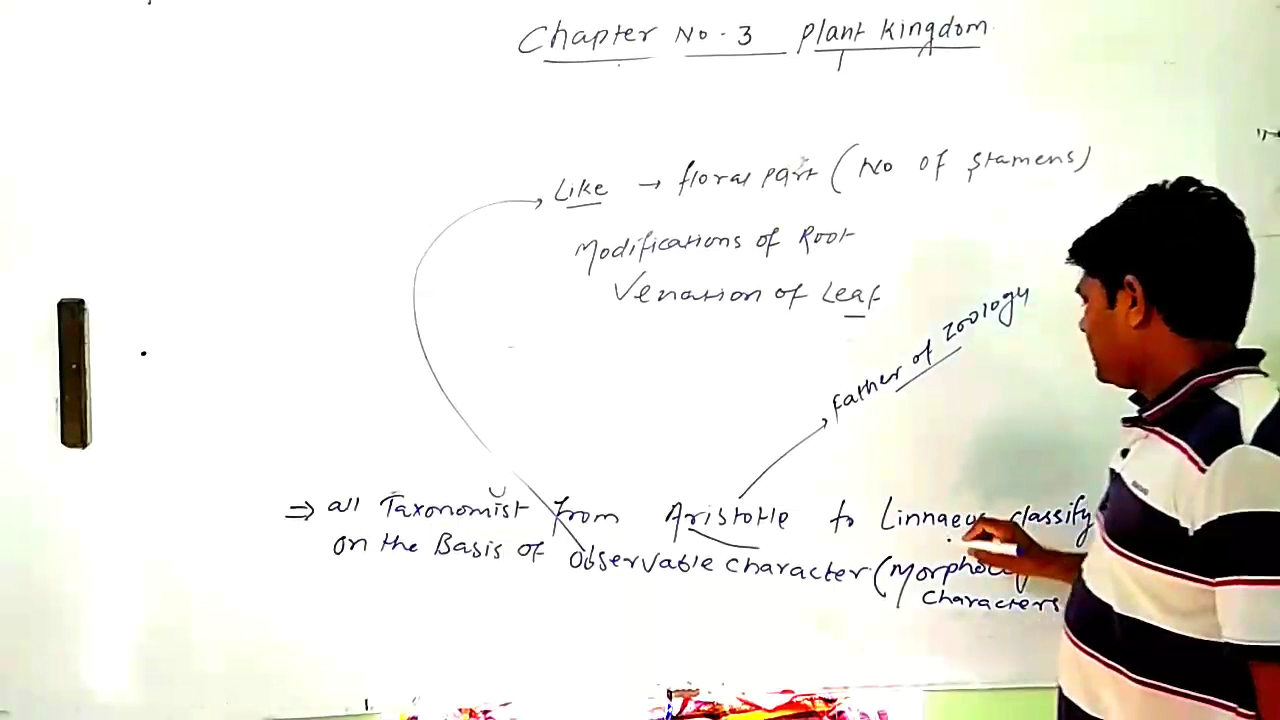 Chapter No. 3 Plant Kingdom
Like → floral part (No of stamens)
Modifications of Root
Venation of Leaf
Father of Zoology
⇒ all Taxonomist from Aristotle to Linnaeus classify
on the Basis of Observable character (Morpholo
characters